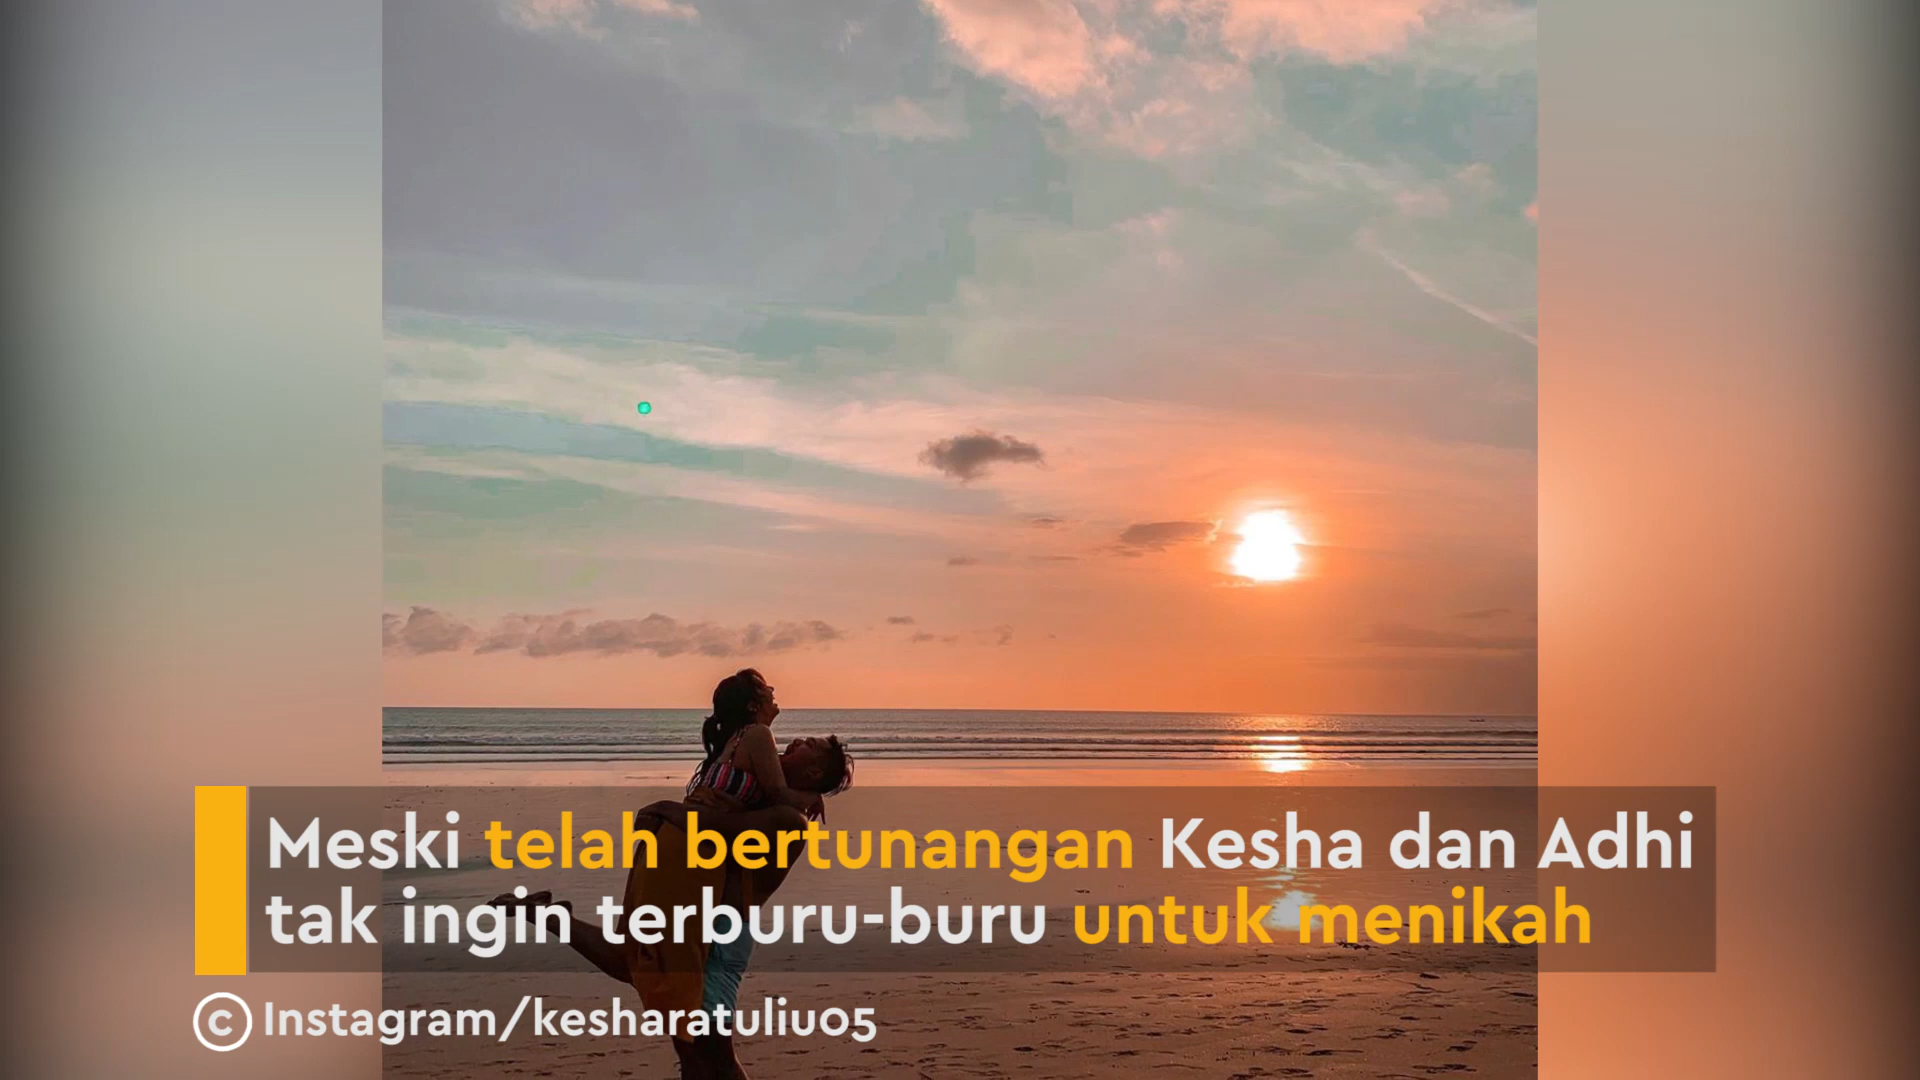 Meski telah bertunangan Kesha dan Adhi
tak ingin terburu-buru untuk menikah
© Instagram/kesharatuliu05